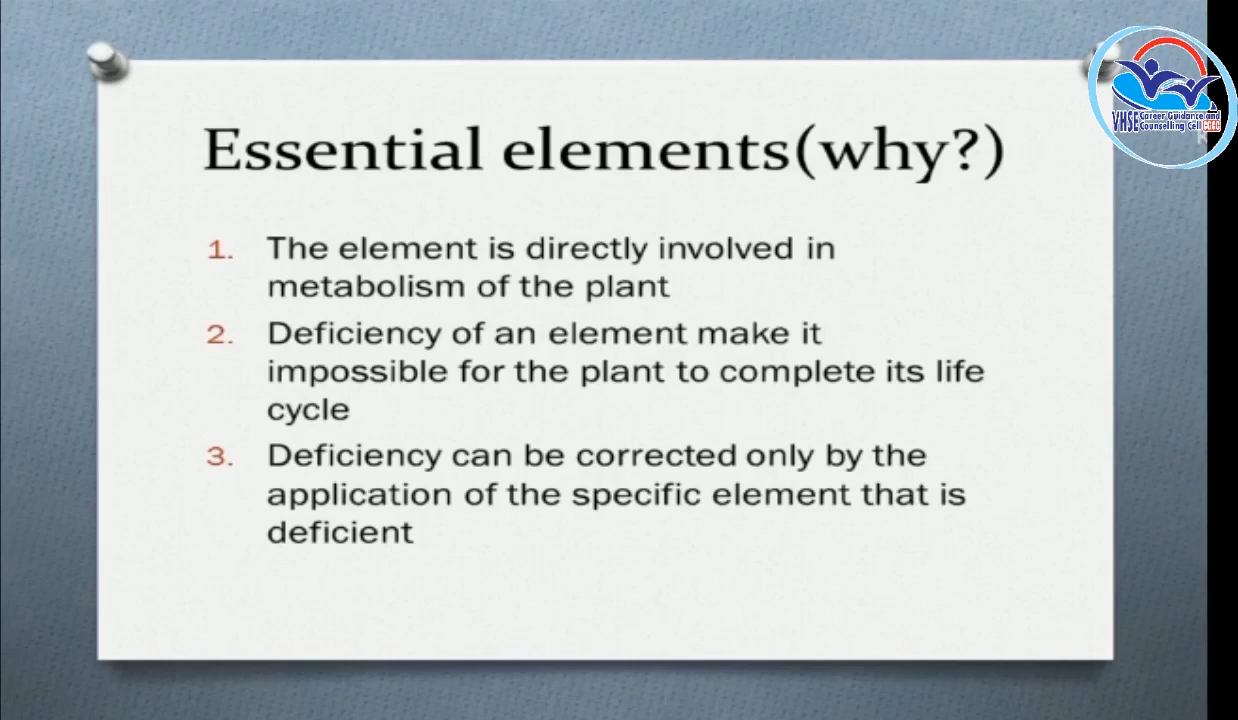 Essential elements(why?)
1. The element is directly involved in
metabolism of the plant
2. Deficiency of an element make it
impossible for the plant to complete its life
cycle
3. Deficiency can be corrected only by the
application of the specific element that is
deficient
VHSE Career Guidance and
Counselling Cell CGCC